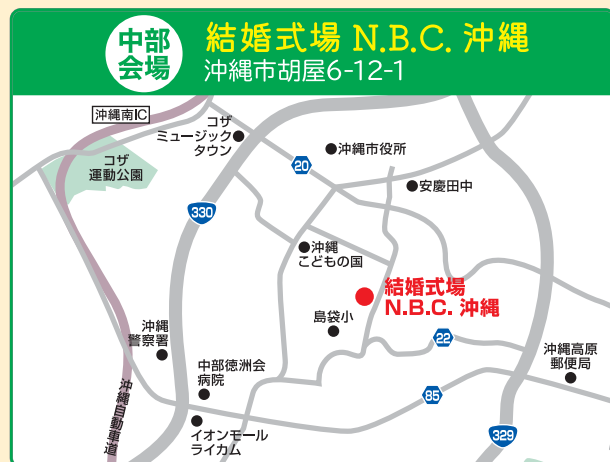 中部
会場
結婚式場 N.B.C. 沖縄
沖縄市胡屋6-12-1
沖縄南IC
コザ
ミュージック
タウン
コザ
運動公園
沖縄市役所
20
安慶田中
330
沖縄
こどもの国
結婚式場
N.B.C. 沖縄
島袋小
沖縄
警察署
22
沖縄高原
郵便局
中部徳洲会
病院
85
沖縄自動車道
イオンモール
ライカム
329